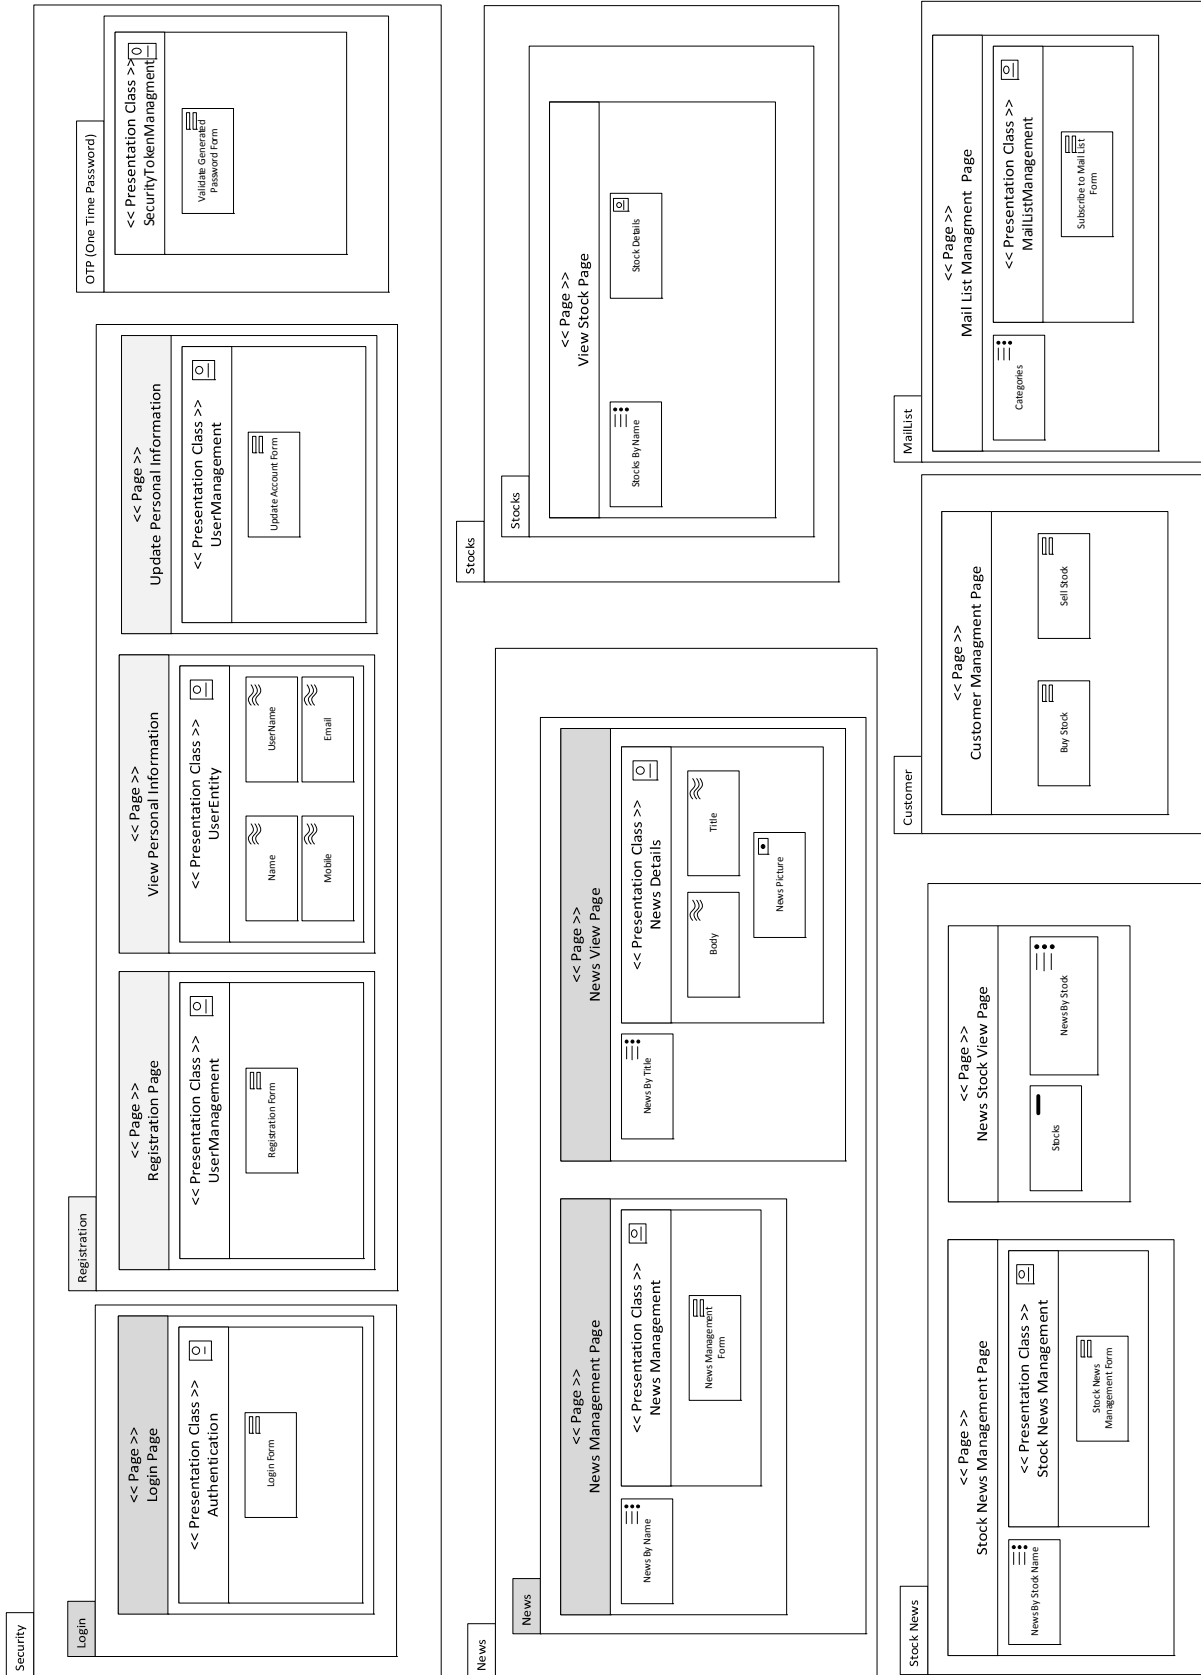 Security
Login
<< Page >>
Login Page
<< Presentation Class >>
Authentication
Login Form
Registration
<< Page >>
Registration Page
<< Presentation Class >>
UserManagement
Registration Form
<< Page >>
View Personal Information
<< Presentation Class >>
UserEntity
Name
UserName
Mobile
Email
<< Page >>
Update Personal Information
<< Presentation Class >>
UserManagement
Update Account Form
OTP (One Time Password)
<< Presentation Class >>
SecurityTokenManagment
Validate Generated
Password Form
News
News
<< Page >>
News Management Page
News By Name
<< Presentation Class >>
News Management
News Management
Form
<< Page >>
News View Page
News By Title
<< Presentation Class >>
News Details
Body
Title
News Picture
Stocks
Stocks
<< Page >>
View Stock Page
Stocks By Name
Stock Details
Stock News
<< Page >>
Stock News Management Page
News By Stock Name
<< Presentation Class >>
Stock News Management
Stock News
Management Form
<< Page >>
News Stock View Page
Stocks
News By Stock
Customer
<< Page >>
Customer Managment Page
Buy Stock
Sell Stock
MailList
<< Page >>
Mail List Managment Page
Categories
<< Presentation Class >>
MailListManagement
Subscribe to Mail List
Form